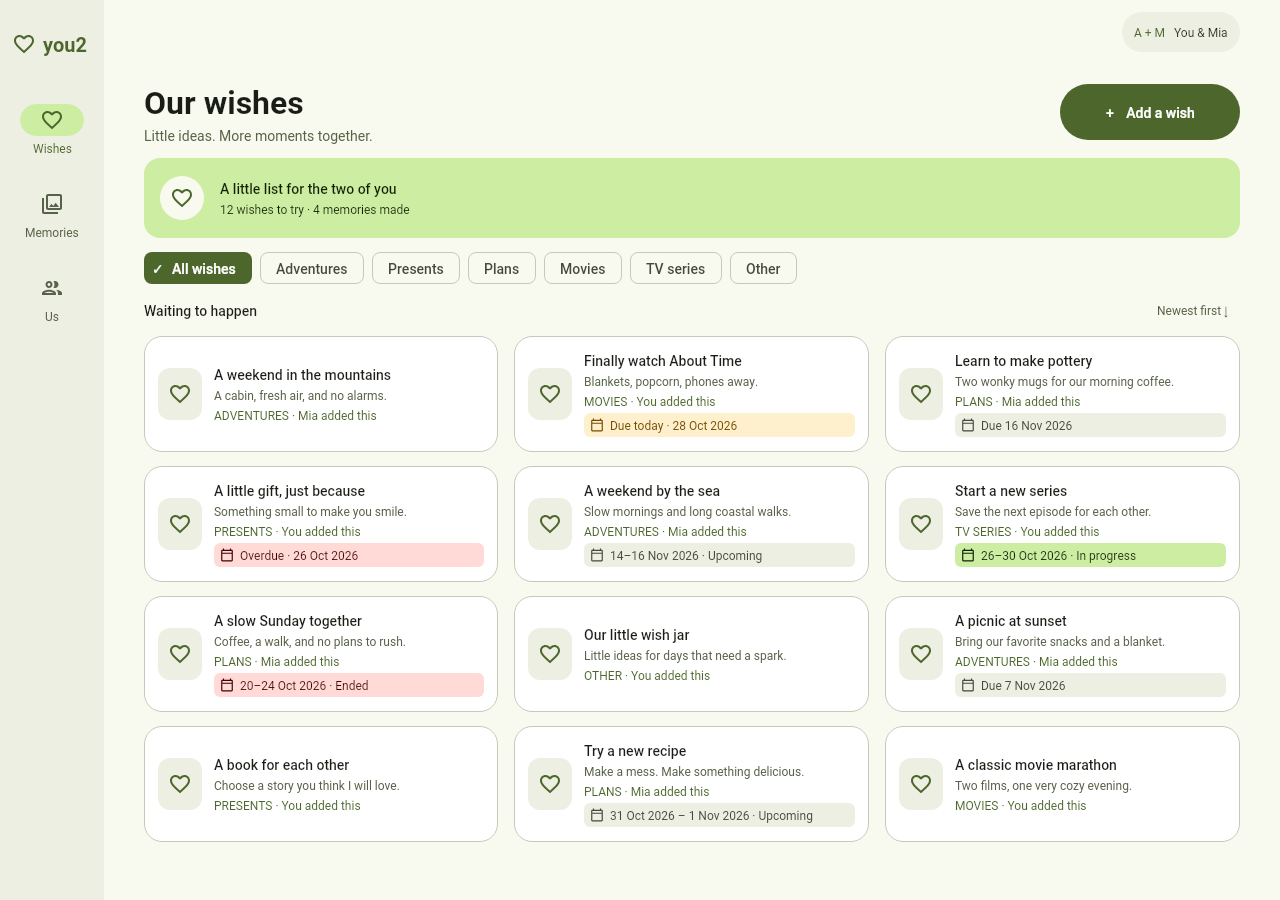 you2
A + M You & Mia
Wishes
Memories
Us
Our wishes
Little ideas. More moments together.
+ Add a wish
A little list for the two of you
12 wishes to try · 4 memories made
✓ All wishes
Adventures
Presents
Plans
Movies
TV series
Other
Waiting to happen
Newest first ↓
A weekend in the mountains
A cabin, fresh air, and no alarms.
ADVENTURES · Mia added this
Finally watch About Time
Blankets, popcorn, phones away.
MOVIES · You added this
Due today · 28 Oct 2026
Learn to make pottery
Two wonky mugs for our morning coffee.
PLANS · Mia added this
Due 16 Nov 2026
A little gift, just because
Something small to make you smile.
PRESENTS · You added this
Overdue · 26 Oct 2026
A weekend by the sea
Slow mornings and long coastal walks.
ADVENTURES · Mia added this
14–16 Nov 2026 · Upcoming
Start a new series
Save the next episode for each other.
TV SERIES · You added this
26–30 Oct 2026 · In progress
A slow Sunday together
Coffee, a walk, and no plans to rush.
PLANS · Mia added this
20–24 Oct 2026 · Ended
Our little wish jar
Little ideas for days that need a spark.
OTHER · You added this
A picnic at sunset
Bring our favorite snacks and a blanket.
ADVENTURES · Mia added this
Due 7 Nov 2026
A book for each other
Choose a story you think I will love.
PRESENTS · You added this
Try a new recipe
Make a mess. Make something delicious.
PLANS · Mia added this
31 Oct 2026 – 1 Nov 2026 · Upcoming
A classic movie marathon
Two films, one very cozy evening.
MOVIES · You added this